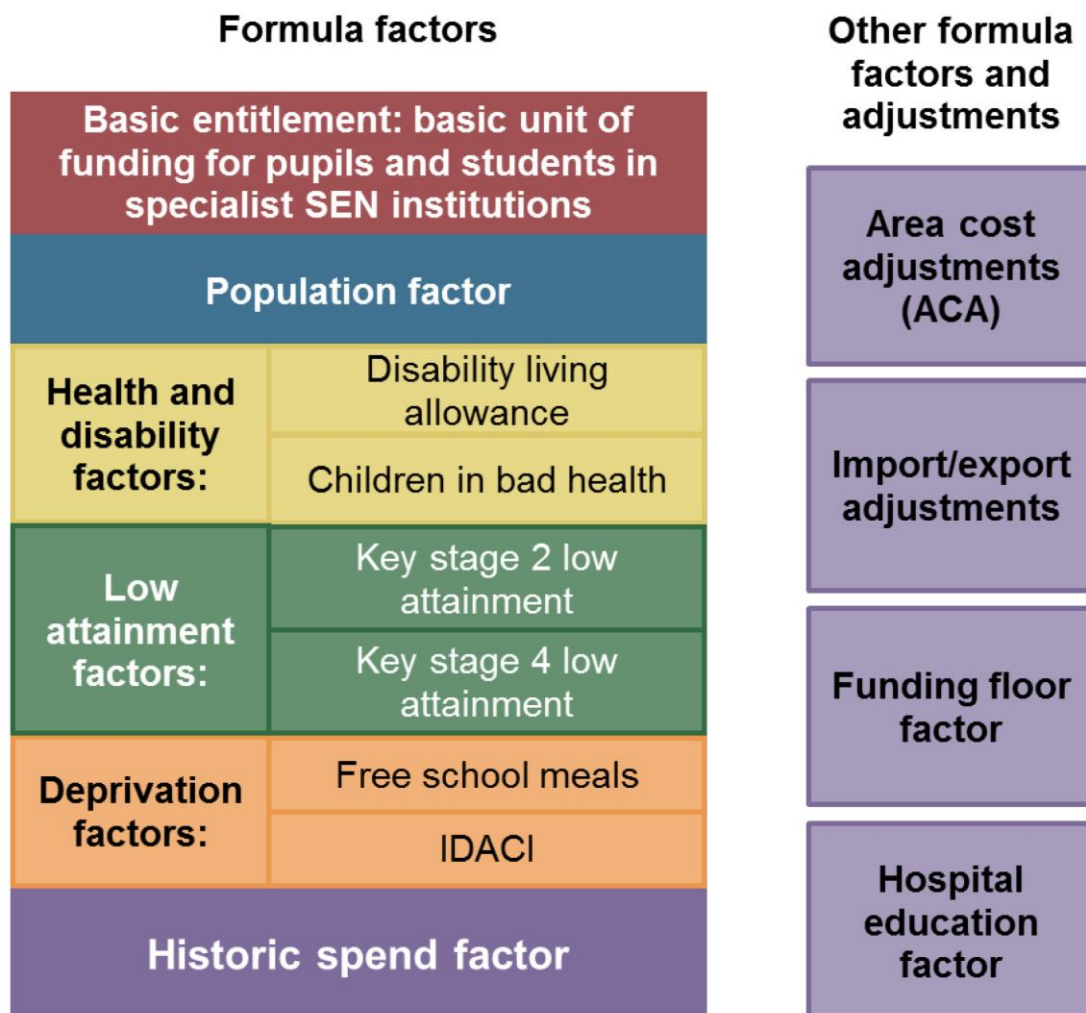 Formula factors
Basic entitlement: basic unit of
funding for pupils and students in
specialist SEN institutions
Population factor
Health and
disability
factors:
Disability living
allowance
Children in bad health
Low
attainment
factors:
Key stage 2 low
attainment
Key stage 4 low
attainment
Deprivation
factors:
Free school meals
IDACI
Historic spend factor
Other formula
factors and
adjustments
Area cost
adjustments
(ACA)
Import/export
adjustments
Funding floor
factor
Hospital
education
factor